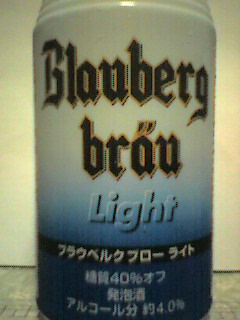 Blauberg
bräu
Light
ブラウベルク ブロー ライト
糖質40%オフ
発泡酒
アルコール分 約4.0%